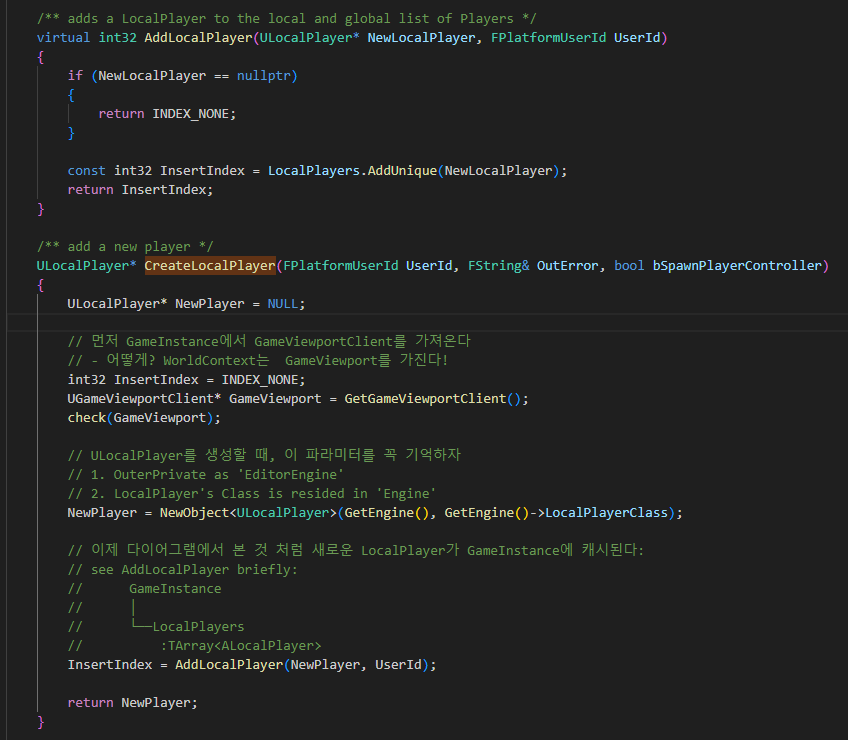 /** adds a LocalPlayer to the local and global list of Players */
virtual int32 AddLocalPlayer(ULocalPlayer* NewLocalPlayer, FPlatformUserId UserId)
{
    if (NewLocalPlayer == nullptr)
    {
        return INDEX_NONE;
    }

    const int32 InsertIndex = LocalPlayers.AddUnique(NewLocalPlayer);
    return InsertIndex;
}

/** add a new player */
ULocalPlayer* CreateLocalPlayer(FPlatformUserId UserId, FString& OutError, bool bSpawnPlayerController)
{
    ULocalPlayer* NewPlayer = NULL;

    // 먼저 GameInstance에서 GameViewportClient를 가져온다
    // - 어떻게? WorldContext는  GameViewport를 가진다!
    int32 InsertIndex = INDEX_NONE;
    UGameViewportClient* GameViewport = GetGameViewportClient();
    check(GameViewport);

    // ULocalPlayer를 생성할 때, 이 파라미터를 꼭 기억하자
    // 1. OuterPrivate as 'EditorEngine'
    // 2. LocalPlayer's Class is resided in 'Engine'
    NewPlayer = NewObject<ULocalPlayer>(GetEngine(), GetEngine()->LocalPlayerClass);

    // 이제 다이어그램에서 본 것 처럼 새로운 LocalPlayer가 GameInstance에 캐시된다:
    // see AddLocalPlayer briefly:
    //      GameInstance
    //      │
    //      └──LocalPlayers
    //          :TArray<ALocalPlayer>
    InsertIndex = AddLocalPlayer(NewPlayer, UserId);

    return NewPlayer;
}